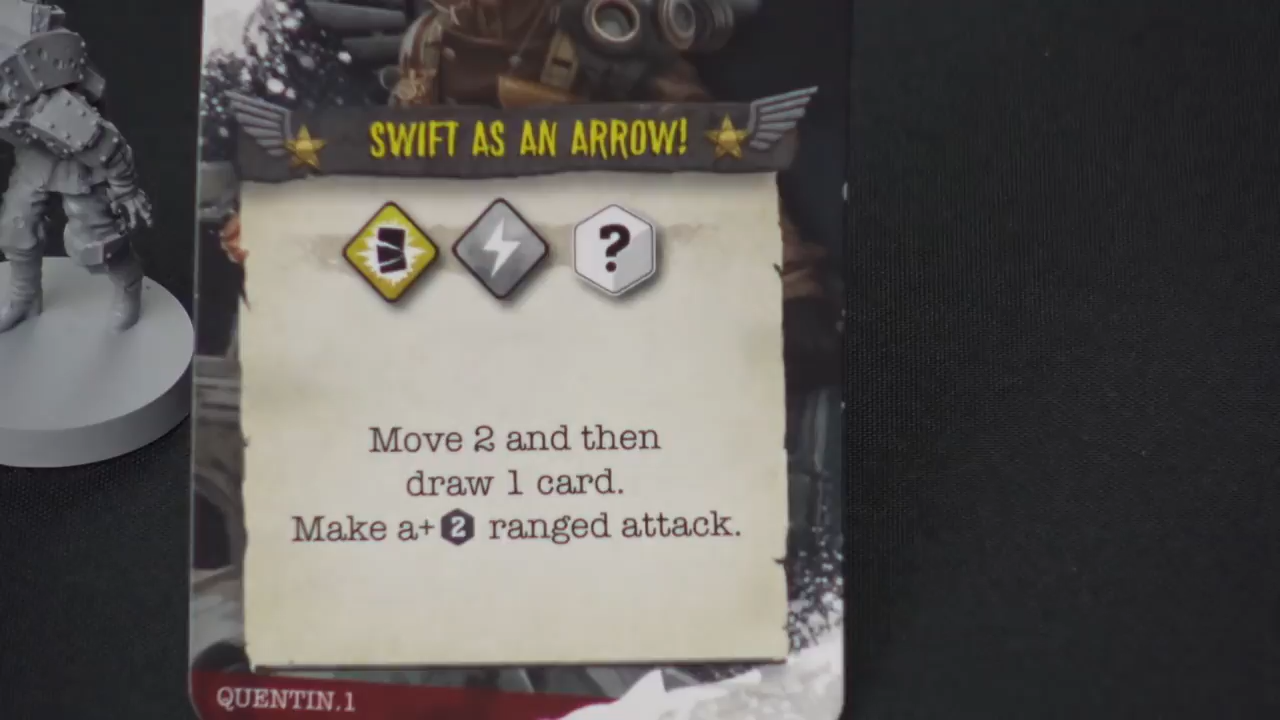 SWIFT AS AN ARROW!
?
Move 2 and then
draw 1 card.
Make a+ 2 ranged attack.
QUENTIN.1